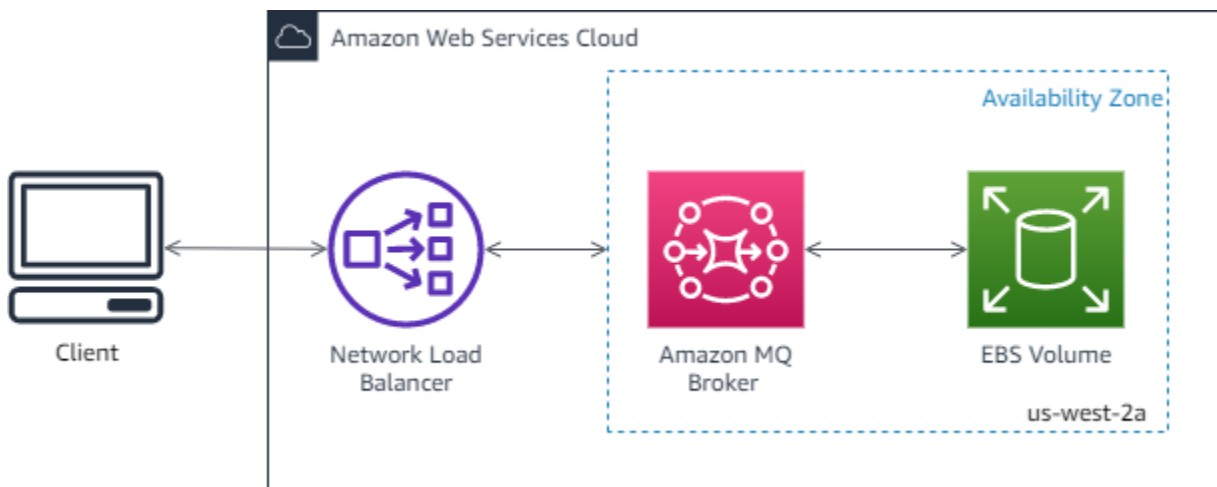 Amazon Web Services Cloud
Availability Zone
Client
Network Load
Balancer
Amazon MQ
Broker
EBS Volume
us-west-2a